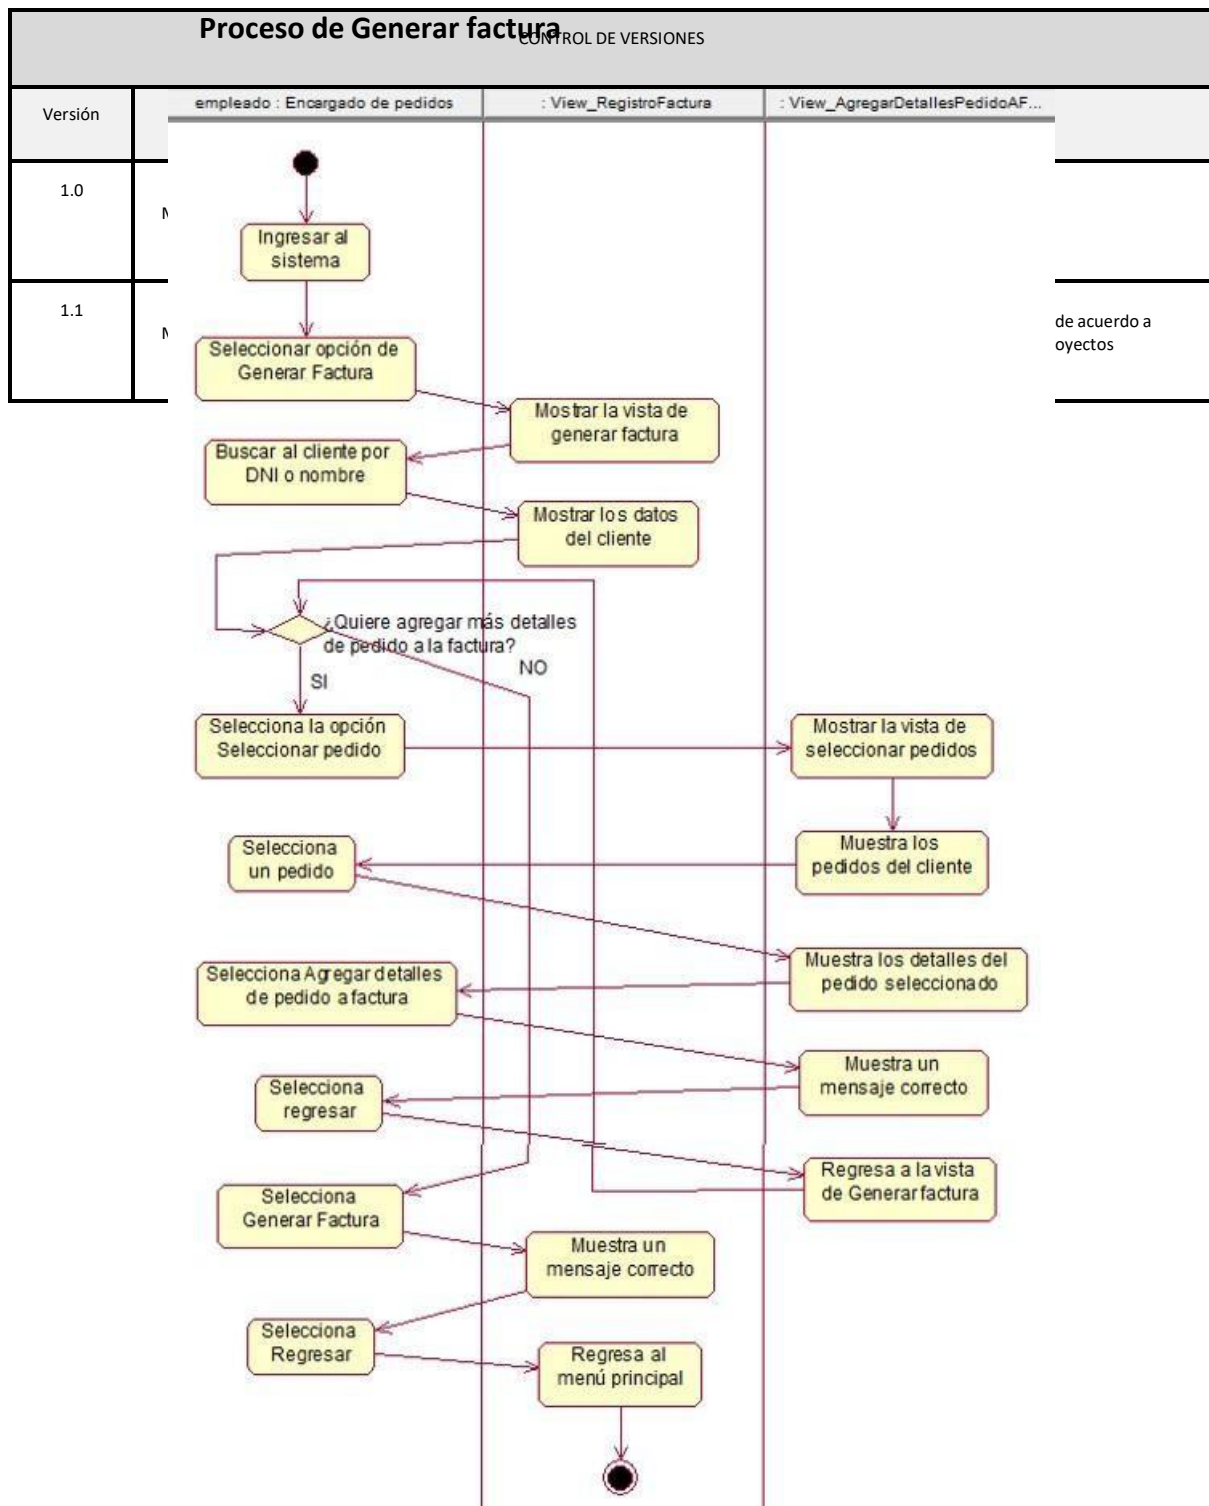 Proceso de Generar factura
CONTROL DE VERSIONES
Versión
empleado : Encargado de pedidos
: View_RegistroFactura
: View_AgregarDetallesPedidoAF...
1.0
Ingresar al
sistema
1.1
de acuerdo a
oyectos
Seleccionar opción de
Generar Factura
Mostrar la vista de
generar factura
Buscar al cliente por
DNI o nombre
Mostrar los datos
del cliente
¿Quiere agregar más detalles
de pedido a la factura?
NO
SI
Selecciona la opción
Seleccionar pedido
Mostrar la vista de
seleccionar pedidos
Muestra los
pedidos del cliente
Selecciona
un pedido
Muestra los detalles del
pedido seleccionado
Selecciona Agregar detalles
de pedido a factura
Muestra un
mensaje correcto
Selecciona
regresar
Regresa a la vista
de Generar factura
Selecciona
Generar Factura
Muestra un
mensaje correcto
Selecciona
Regresar
Regresa al
menú principal